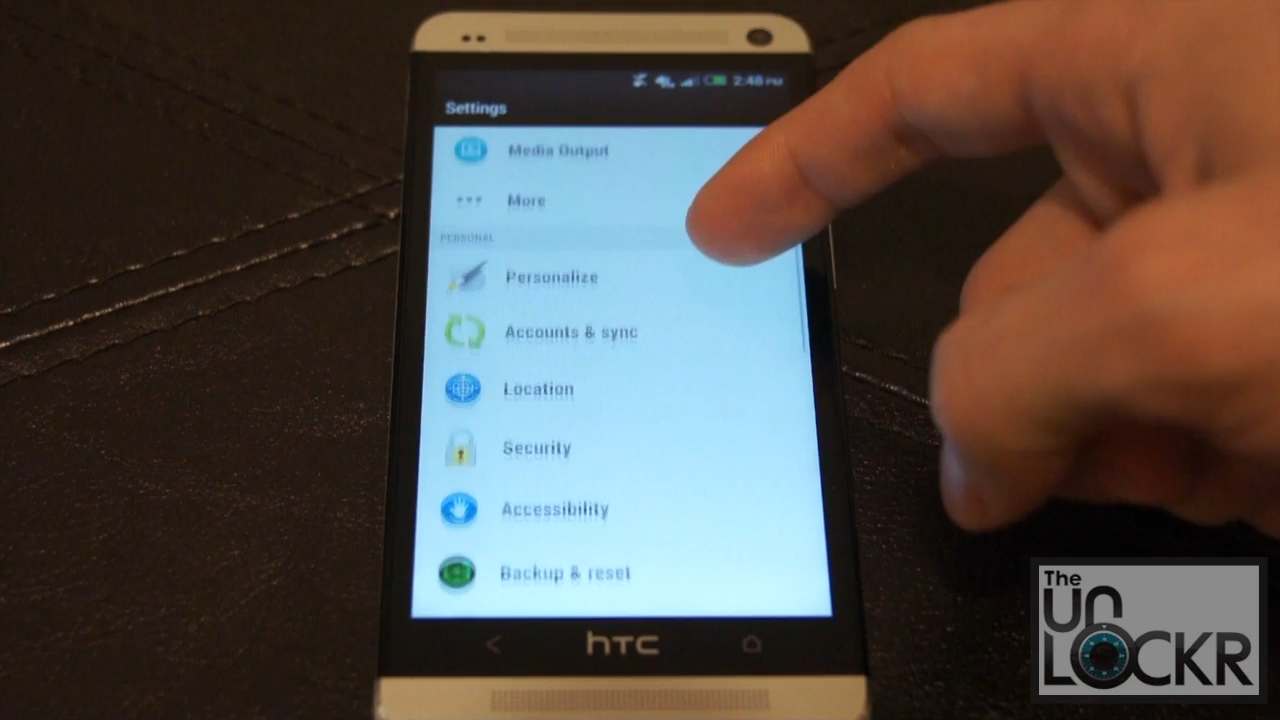 2:48 PM
Settings
Media Output
More
PERSONAL
Personalize
Accounts & sync
Location
Security
Accessibility
Backup & reset
hTC
The
UN
LOCKR